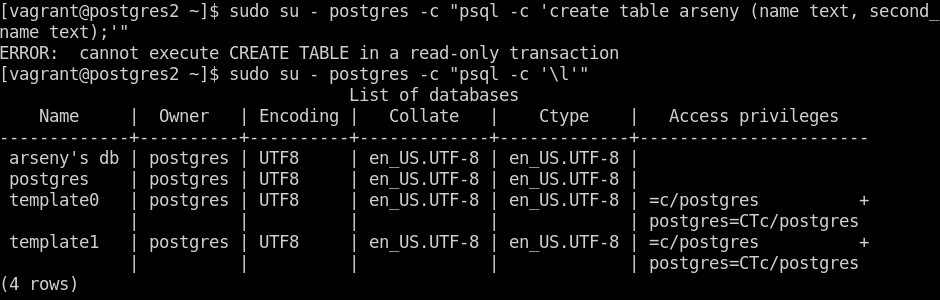 [vagrant@postgres2 ~]$ sudo su - postgres -c "psql -c 'create table arseny (name text, second_
name text);'"
ERROR:  cannot execute CREATE TABLE in a read-only transaction
[vagrant@postgres2 ~]$ sudo su - postgres -c "psql -c '\l'"
                                   List of databases
    Name     |  Owner   | Encoding |   Collate   |    Ctype    |   Access privileges
-------------+----------+----------+-------------+-------------+-----------------------
 arseny's db | postgres | UTF8     | en_US.UTF-8 | en_US.UTF-8 |
 postgres    | postgres | UTF8     | en_US.UTF-8 | en_US.UTF-8 |
 template0   | postgres | UTF8     | en_US.UTF-8 | en_US.UTF-8 | =c/postgres          +
             |          |          |             |             | postgres=CTc/postgres
 template1   | postgres | UTF8     | en_US.UTF-8 | en_US.UTF-8 | =c/postgres          +
             |          |          |             |             | postgres=CTc/postgres
(4 rows)